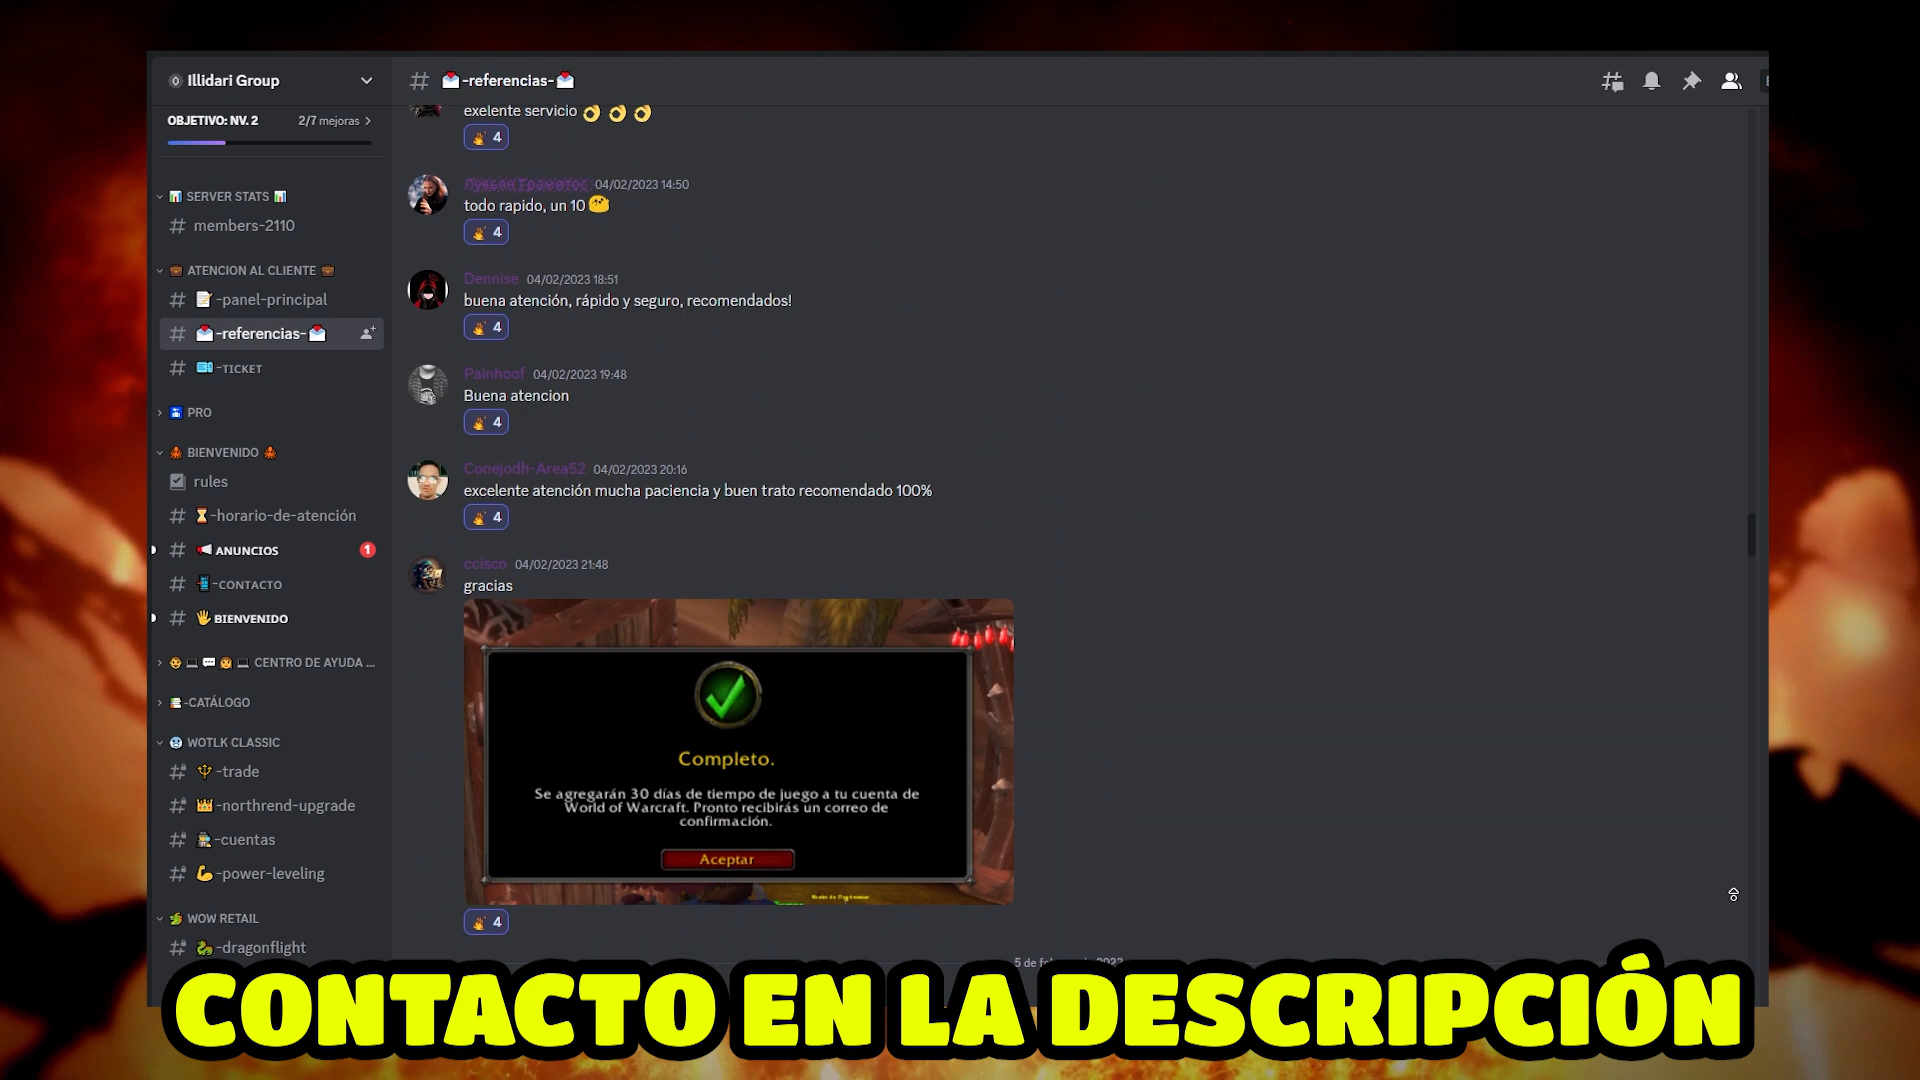 Illidari Group
OBJETIVO: NV. 2
2/7 mejoras
SERVER STATS
members-2110
ATENCION AL CLIENTE
-panel-principal
-referencias-
-TICKET
PRO
BIENVENIDO
rules
-horario-de-atención
ANUNCIOS
1
-CONTACTO
BIENVENIDO
CENTRO DE AYUDA ...
-CATÁLOGO
WOTLK CLASSIC
-trade
-northrend-upgrade
-cuentas
-power-leveling
WOW RETAIL
-dragonflight
-referencias-
exelente servicio
4
04/02/2023 14:50
todo rapido, un 10
4
Dennise 04/02/2023 18:51
buena atención, rápido y seguro, recomendados!
4
Painhoof 04/02/2023 19:48
Buena atencion
4
Conejodh-Area52 04/02/2023 20:16
excelente atención mucha paciencia y buen trato recomendado 100%
4
ccisco 04/02/2023 21:48
gracias
Completo.
Se agregarán 30 días de tiempo de juego a tu cuenta de
World of Warcraft. Pronto recibirás un correo de
confirmación.
Aceptar
4
CONTACTO EN LA DESCRIPCIÓN